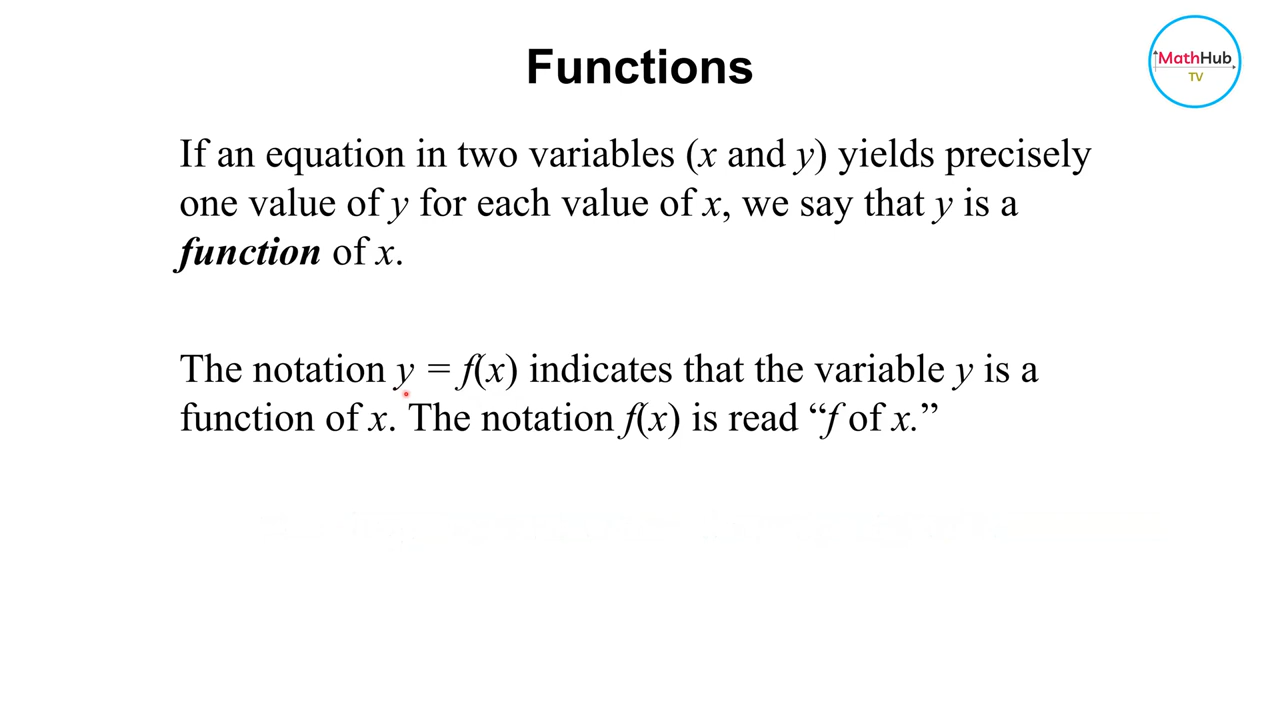 Functions
MathHub
TV
If an equation in two variables (x and y) yields precisely
one value of y for each value of x, we say that y is a
function of x.
The notation y = f(x) indicates that the variable y is a
function of x. The notation f(x) is read “f of x.”